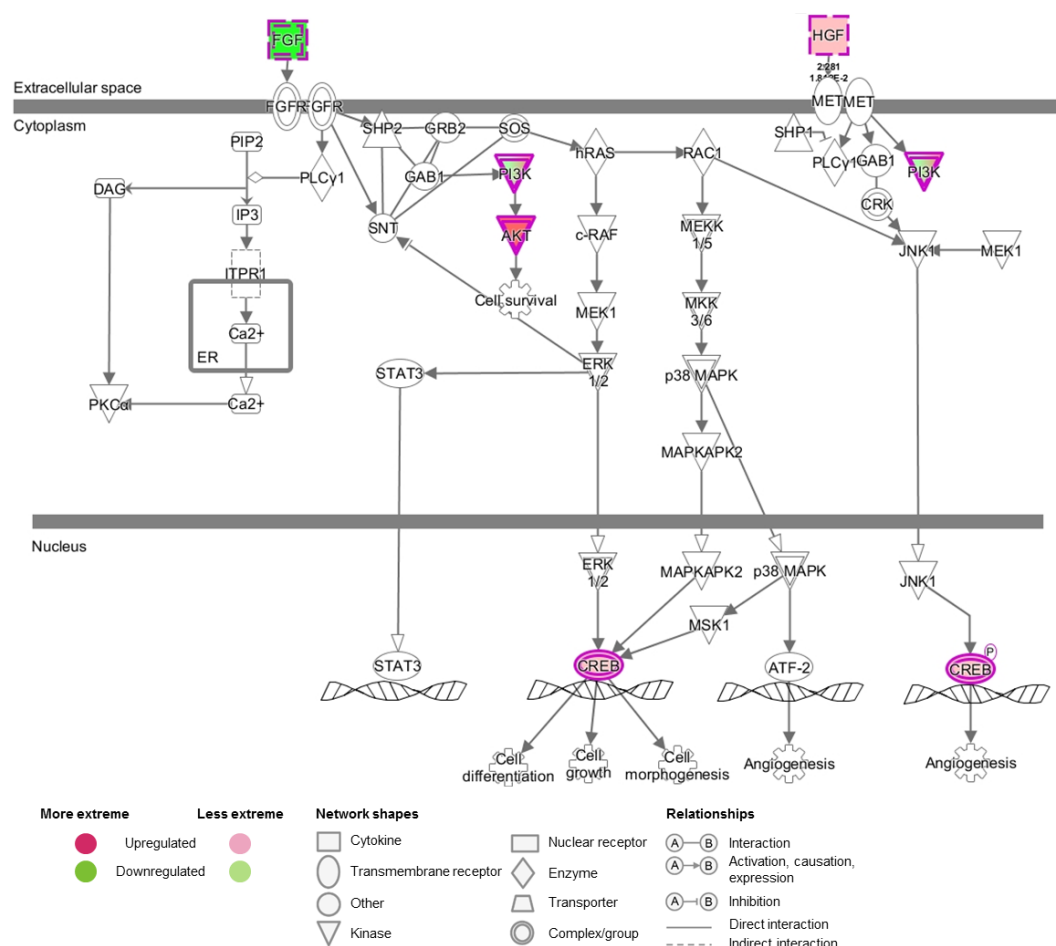 FGF
HGF
2.281
Extracellular space
FGFR FGFR
MET MET
Cytoplasm
PIP2
SHP2
GRB2
SOS
hRAS
RAC1
SHP1
PLCγ1
GAB1
PI3K
DAG
PLCγ1
GAB1
PI3K
IP3
CRK
SNT
AKT
c-RAF
MEKK
1/5
JNK1
MEK1
ITPR1
Cell survival
Ca2+
MEK1
MKK
3/6
ER
STAT3
ERK
1/2
p38 MAPK
PKCα
Ca2+
MAPKAPK2
Nucleus
ERK
1/2
MAPKAPK2
p38 MAPK
JNK1
MSK1
STAT3
CREB
ATF-2
CREB
P
Cell
differentiation
Cell
growth
Cell
morphogenesis
Angiogenesis
Angiogenesis
More extreme
Less extreme
Network shapes
Relationships
Upregulated
Downregulated
Cytokine
Transmembrane receptor
Other
Kinase
Nuclear receptor
Enzyme
Transporter
Complex/group
A B Interaction
A B Activation, causation,
expression
A B Inhibition
Direct interaction
Indirect interaction